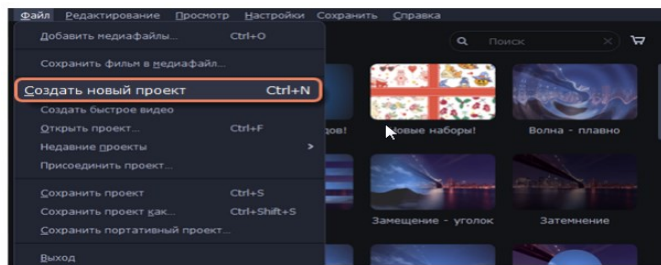 Файл Редактирование Просмотр Настройки Сохранить Справка
Добавить медиафайлы... Ctrl+O
Поиск
Сохранить фильм в медиафайл...
Создать новый проект Ctrl+N
Создать быстрое видео
Открыть проект... Ctrl+F
дов! Новые наборы! Волна - плавно
Недавние проекты >
Присоединить проект...
Сохранить проект Ctrl+S
Сохранить проект как... Ctrl+Shift+S
Замещение - уголок Затемнение
Сохранить портативный проект...
Выход